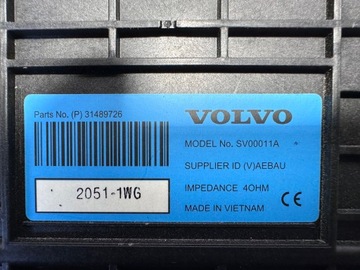 Parts No. (P) 31489726
VOLVO
MODEL No. SV00011A
SUPPLIER ID (V)AEBAU
2051-1WG
IMPEDANCE 4OHM
MADE IN VIETNAM
CE